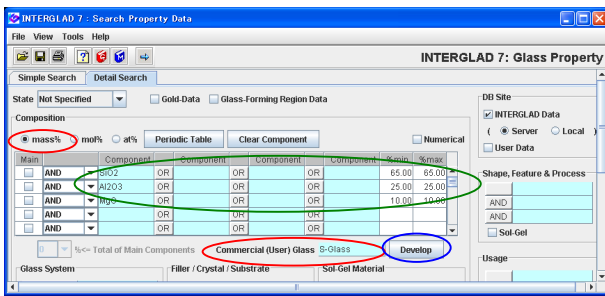 INTERGLAD 7 : Search Property Data
File View Tools Help
INTERGLAD 7: Glass Property
Simple Search Detail Search
State Not Specified Gold-Data Glass-Forming Region Data
DB Site
Composition
INTERGLAD Data
mass% mol% at% Periodic Table Clear Component Numerical
( Server Local )
User Data
Main Component Component Component Component %min %max
AND SiO2 OR OR OR 65.00 65.00
Shape, Feature & Process
AND Al2O3 OR OR OR 25.00 25.00
AND MgO OR OR OR 10.00 10.00
AND
AND OR OR OR
AND
AND OR OR OR
Sol-Gel
0 %<= Total of Main Components Commercial (User) Glass S-Glass Develop
Usage
Glass System Filler / Crystal / Substrate Sol-Gel Material